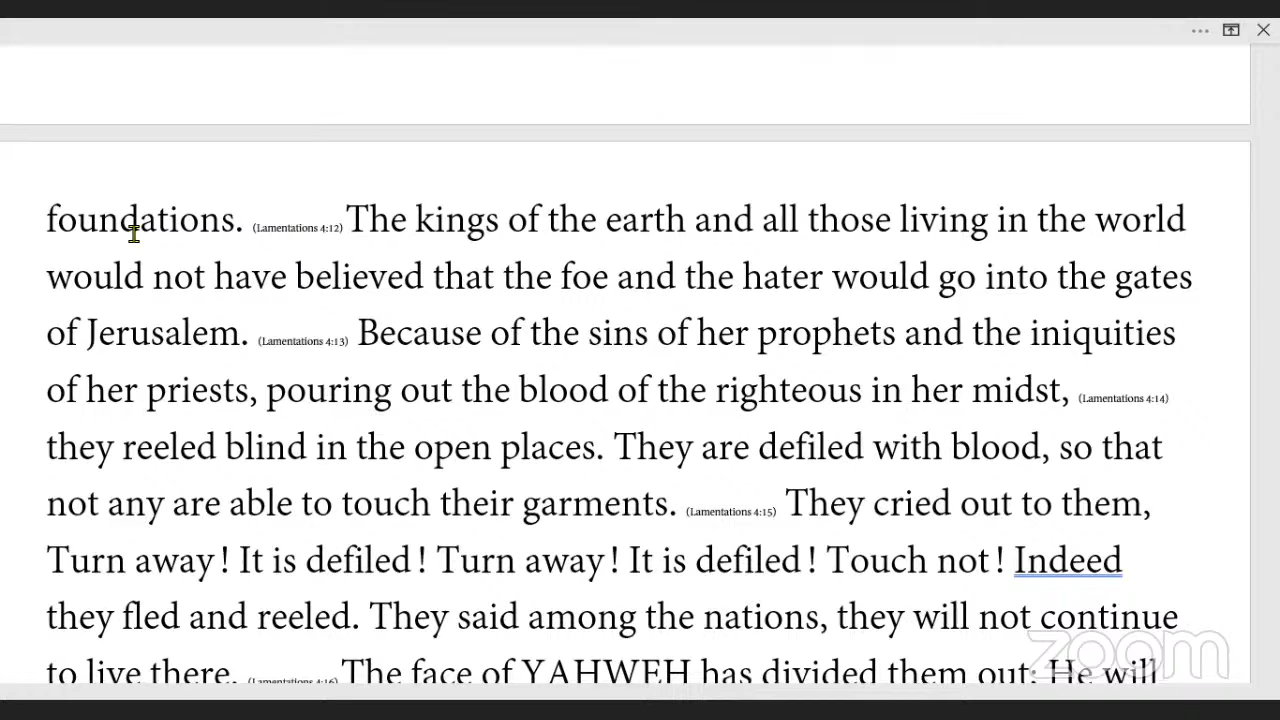 foundations. (Lamentations 4:12) The kings of the earth and all those living in the world
would not have believed that the foe and the hater would go into the gates
of Jerusalem. (Lamentations 4:13) Because of the sins of her prophets and the iniquities
of her priests, pouring out the blood of the righteous in her midst, (Lamentations 4:14)
they reeled blind in the open places. They are defiled with blood, so that
not any are able to touch their garments. (Lamentations 4:15) They cried out to them,
Turn away! It is defiled! Turn away! It is defiled! Touch not! Indeed
they fled and reeled. They said among the nations, they will not continue
to live there. (Lamentations 4:16) The face of YAHWEH has divided them out; He will
zoom